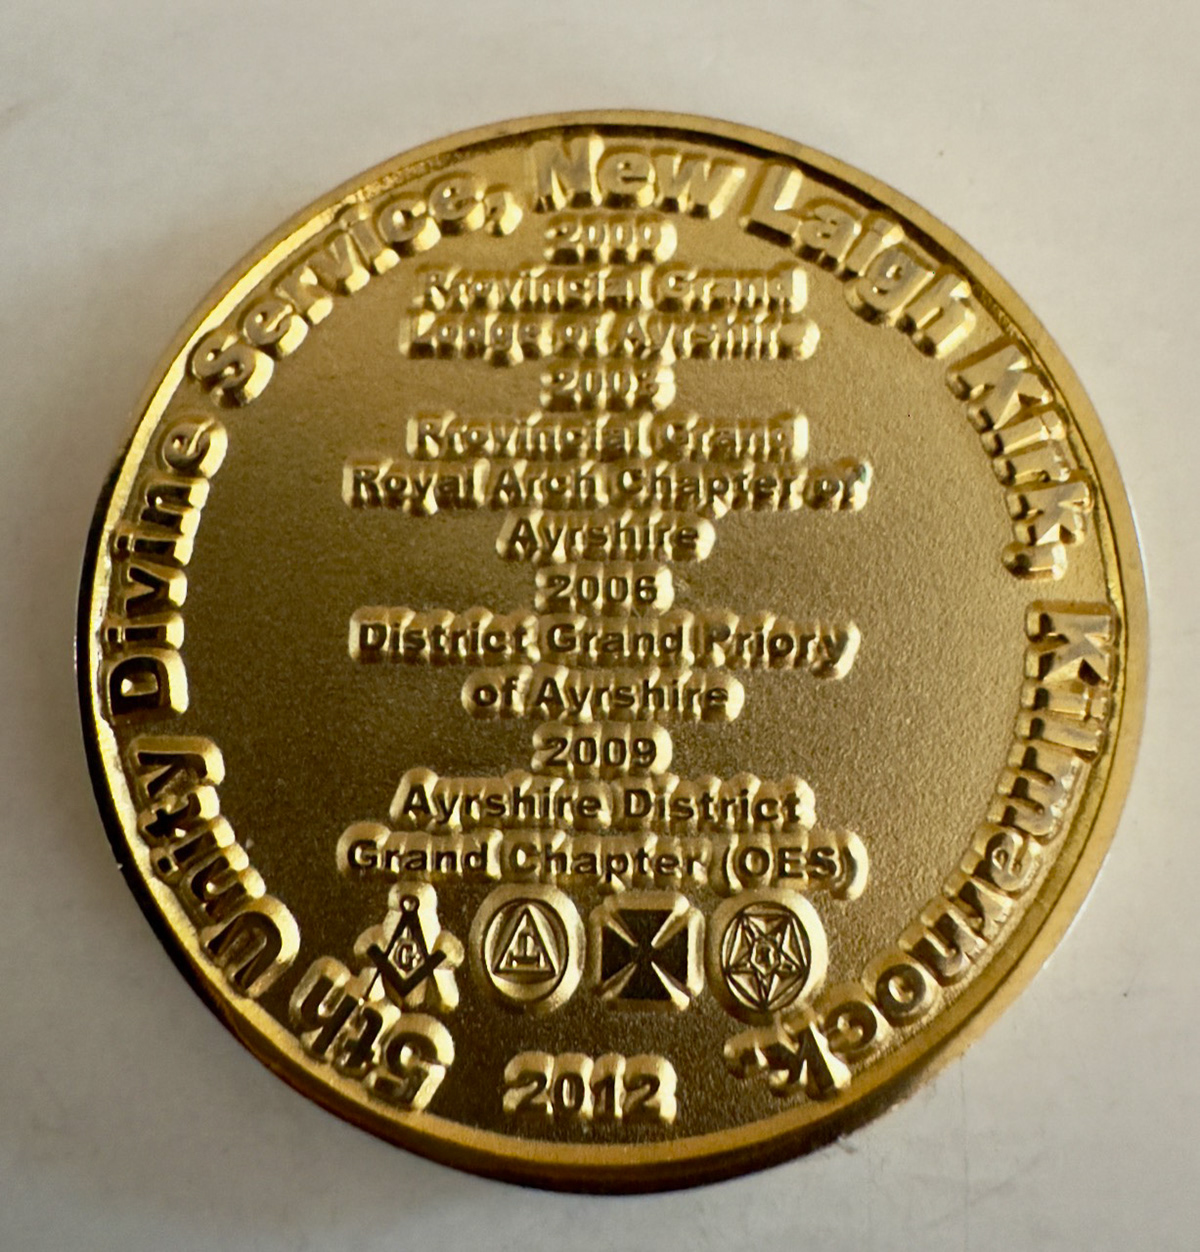 5th Unity Divine Service, New Laigh Kirk, Kilmarnock.
2000
Provincial Grand
Lodge of Ayrshire
2003
Provincial Grand
Royal Arch Chapter of
Ayrshire
2006
District Grand Priory
of Ayrshire
2009
Ayrshire District
Grand Chapter (OES)
G
2012